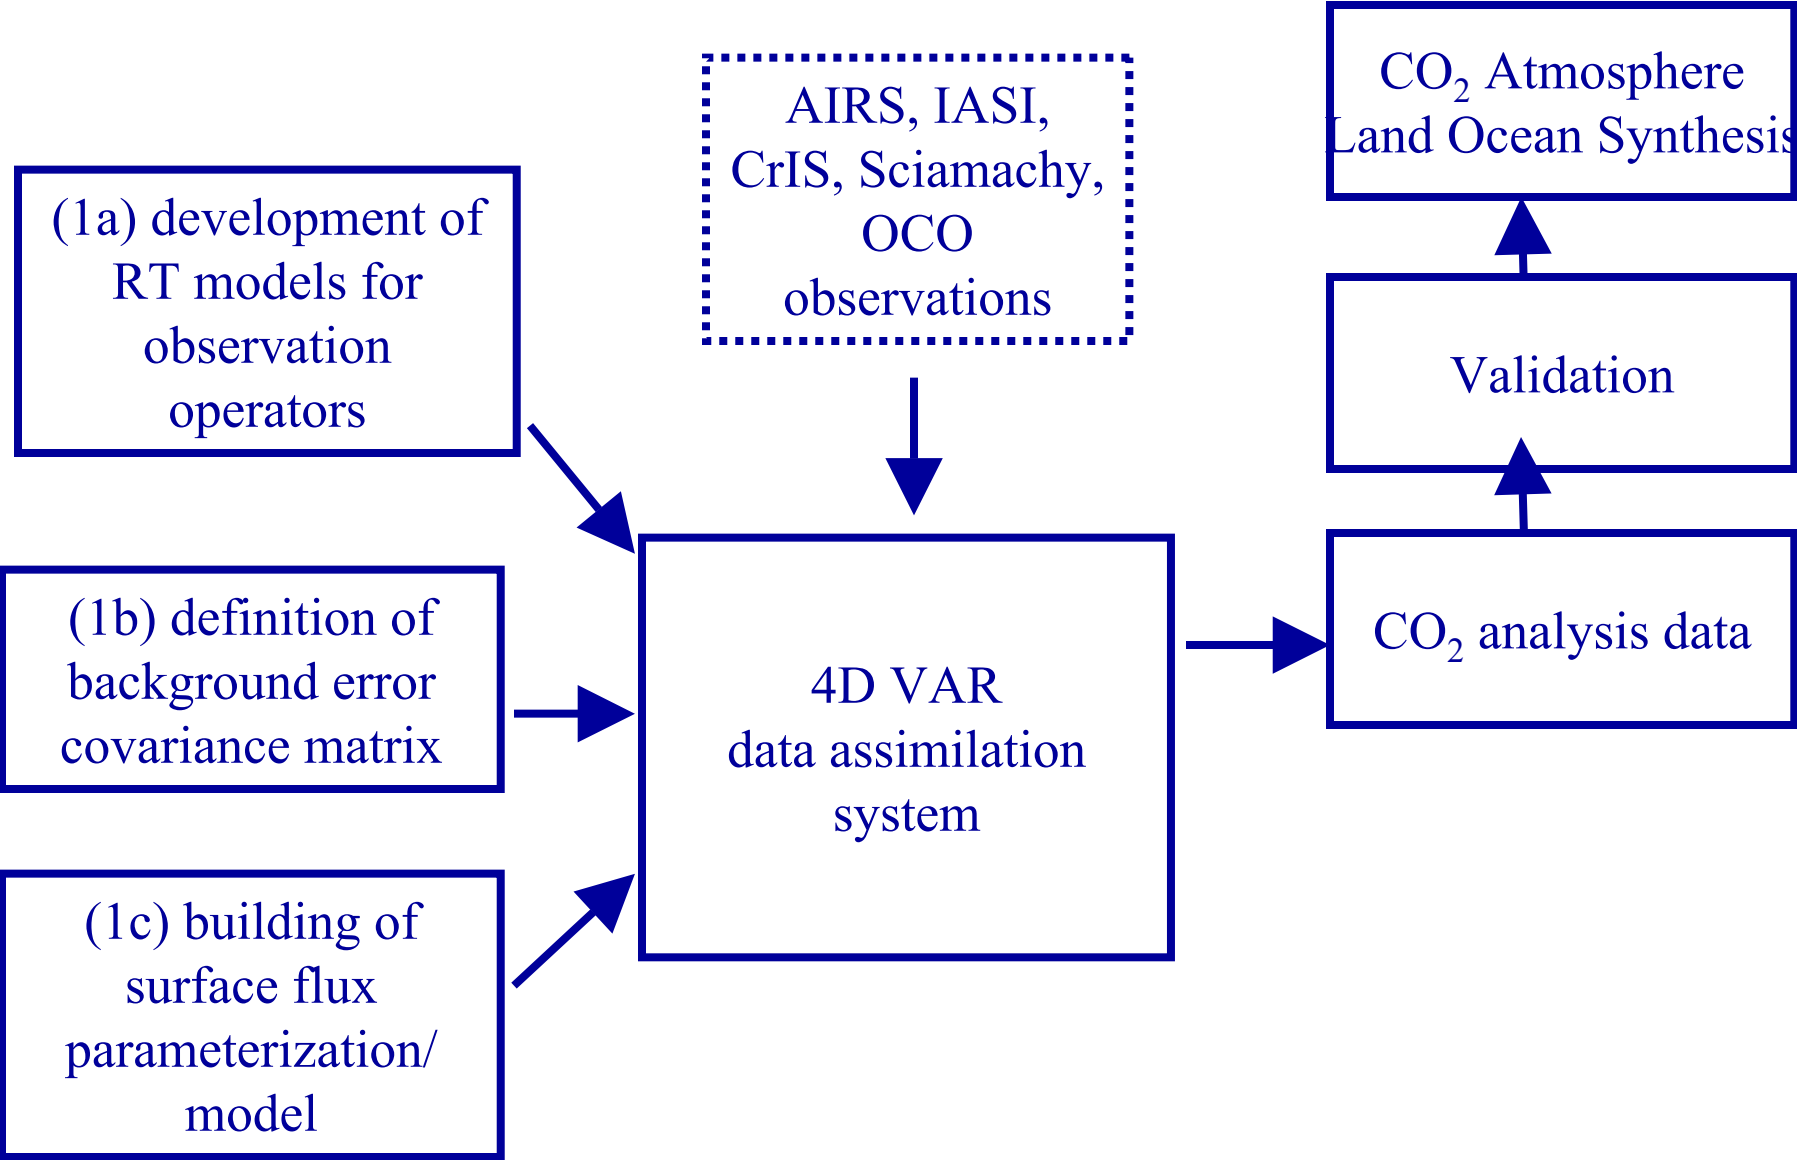 (1a) development of
RT models for
observation
operators
(1b) definition of
background error
covariance matrix
(1c) building of
surface flux
parameterization/
model
AIRS, IASI,
CrIS, Sciamachy,
OCO
observations
4D VAR
data assimilation
system
CO₂ Atmosphere
Land Ocean Synthesis
Validation
CO₂ analysis data